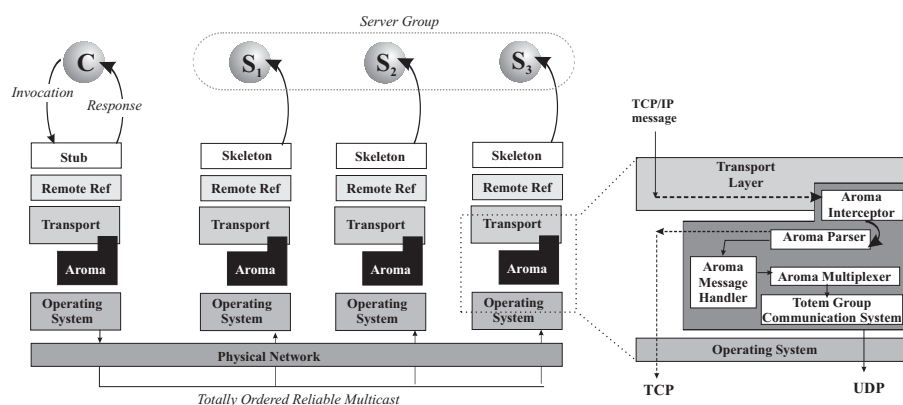 Server Group
C
S1
S2
S3
Invocation
Response
Stub
Skeleton
Skeleton
Skeleton
Remote Ref
Remote Ref
Remote Ref
Remote Ref
Transport
Transport
Transport
Transport
Aroma
Aroma
Aroma
Aroma
Operating
System
Operating
System
Operating
System
Operating
System
Physical Network
Totally Ordered Reliable Multicast
TCP/IP
message
Transport
Layer
Aroma
Interceptor
Aroma Parser
Aroma
Message
Handler
Aroma Multiplexer
Totem Group
Communication System
Operating System
TCP
UDP